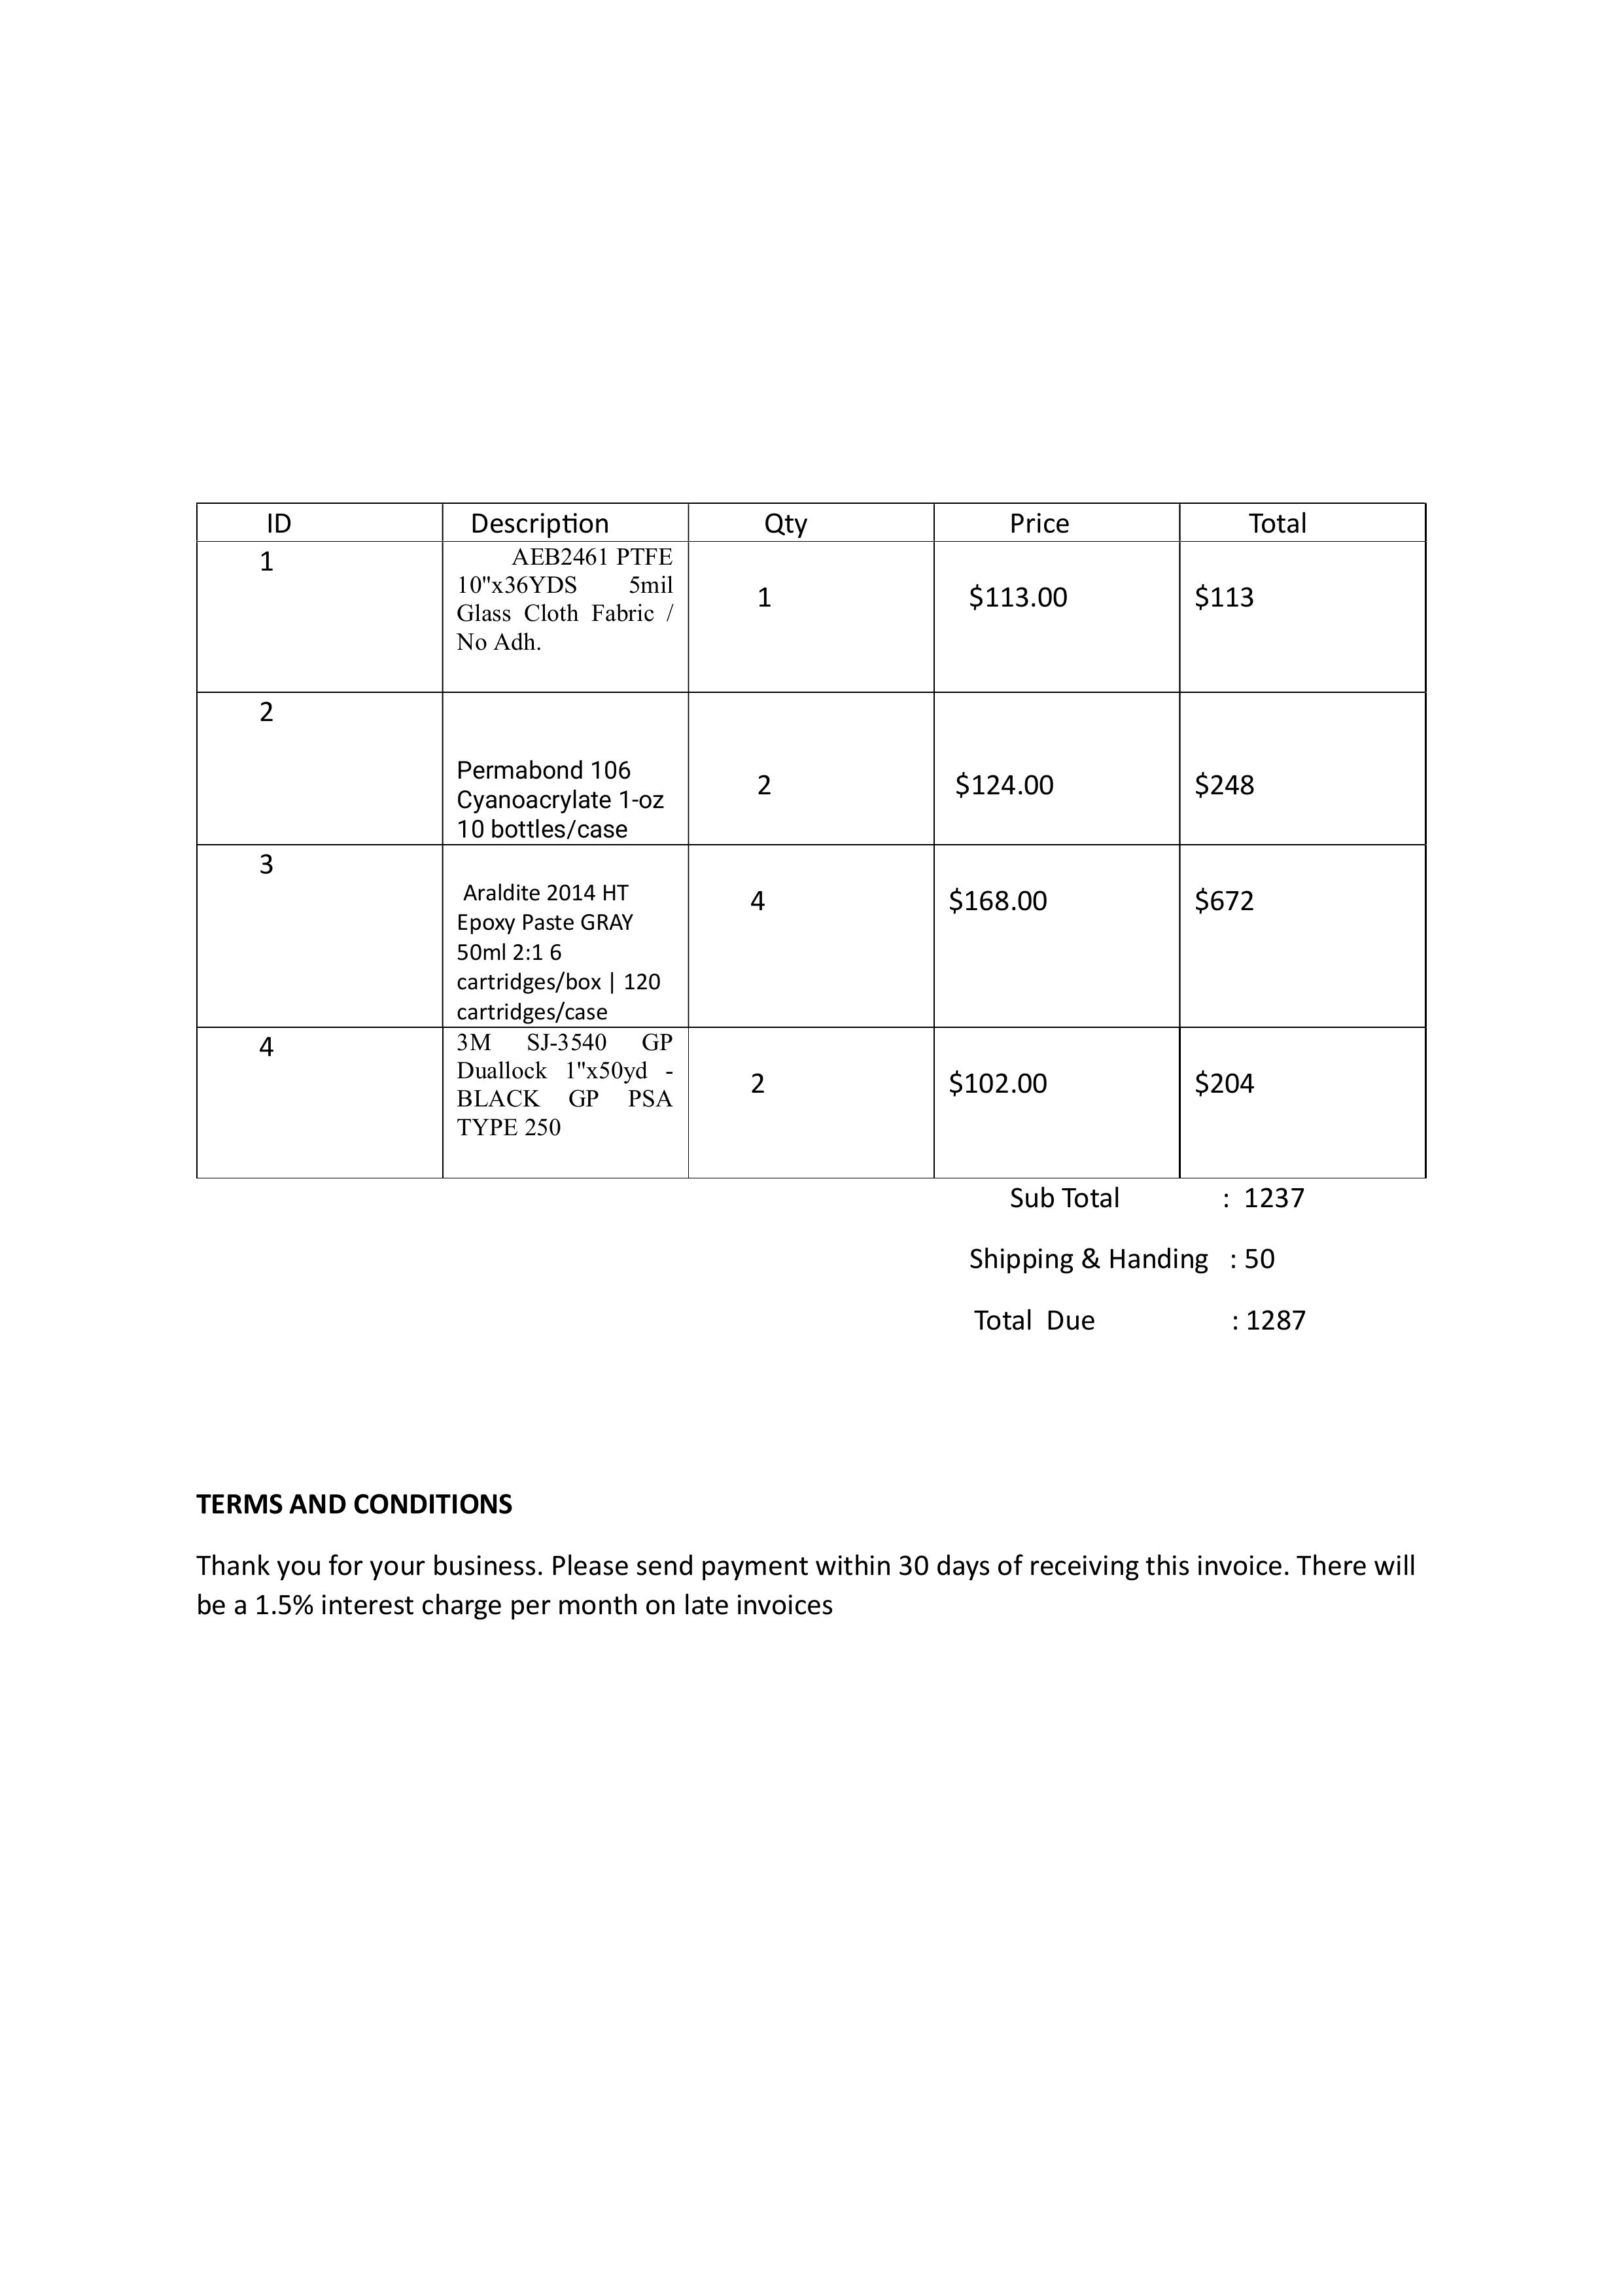 ID Description Qty Price Total
1 AEB2461 PTFE
10"x36YDS 5mil
Glass Cloth Fabric /
No Adh.
1 $113.00 $113
2
Permabond 106
Cyanoacrylate 1-oz
10 bottles/case
2 $124.00 $248
3
Araldite 2014 HT
Epoxy Paste GRAY
50ml 2:1 6
cartridges/box | 120
cartridges/case
4 $168.00 $672
4 3M SJ-3540 GP
Duallock 1"x50yd -
BLACK GP PSA
TYPE 250
2 $102.00 $204
Sub Total : 1237
Shipping & Handing : 50
Total Due : 1287
TERMS AND CONDITIONS
Thank you for your business. Please send payment within 30 days of receiving this invoice. There will
be a 1.5% interest charge per month on late invoices